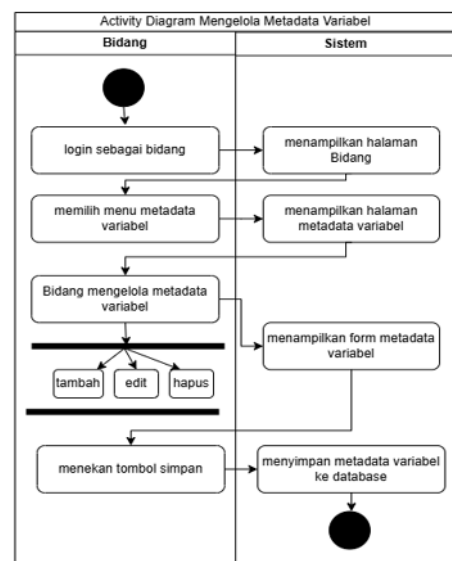 Activity Diagram Mengelola Metadata Variabel
Bidang
Sistem
login sebagai bidang
menampilkan halaman
Bidang
memilih menu metadata
variabel
menampilkan halaman
metadata variabel
Bidang mengelola metadata
variabel
menampilkan form metadata
variabel
tambah
edit
hapus
menekan tombol simpan
menyimpan metadata variabel
ke database